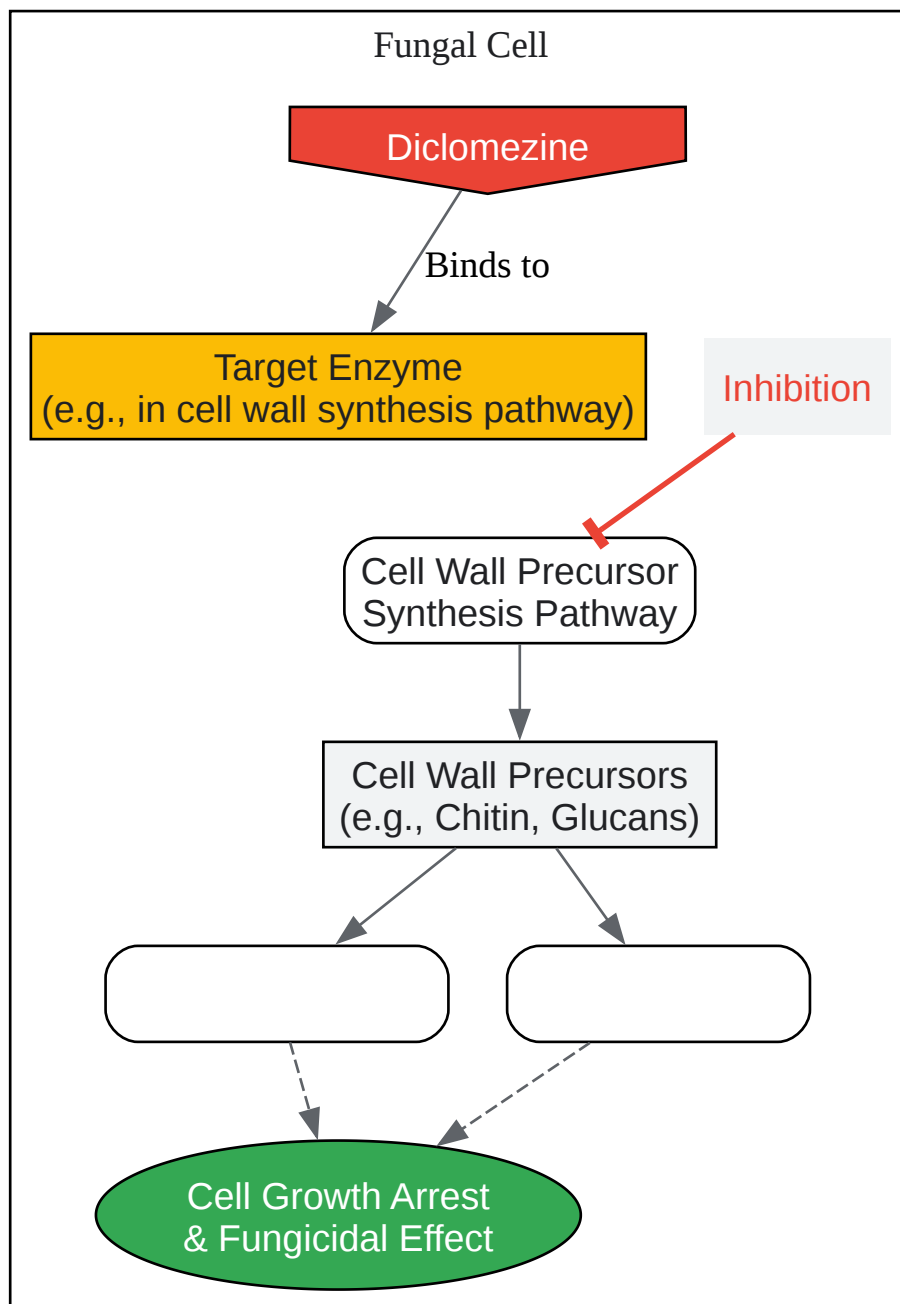 Fungal Cell
Diclomezine
Binds to
Target Enzyme
(e.g., in cell wall synthesis pathway)
Inhibition
Cell Wall Precursor
Synthesis Pathway
Cell Wall Precursors
(e.g., Chitin, Glucans)
Cell Growth Arrest
& Fungicidal Effect